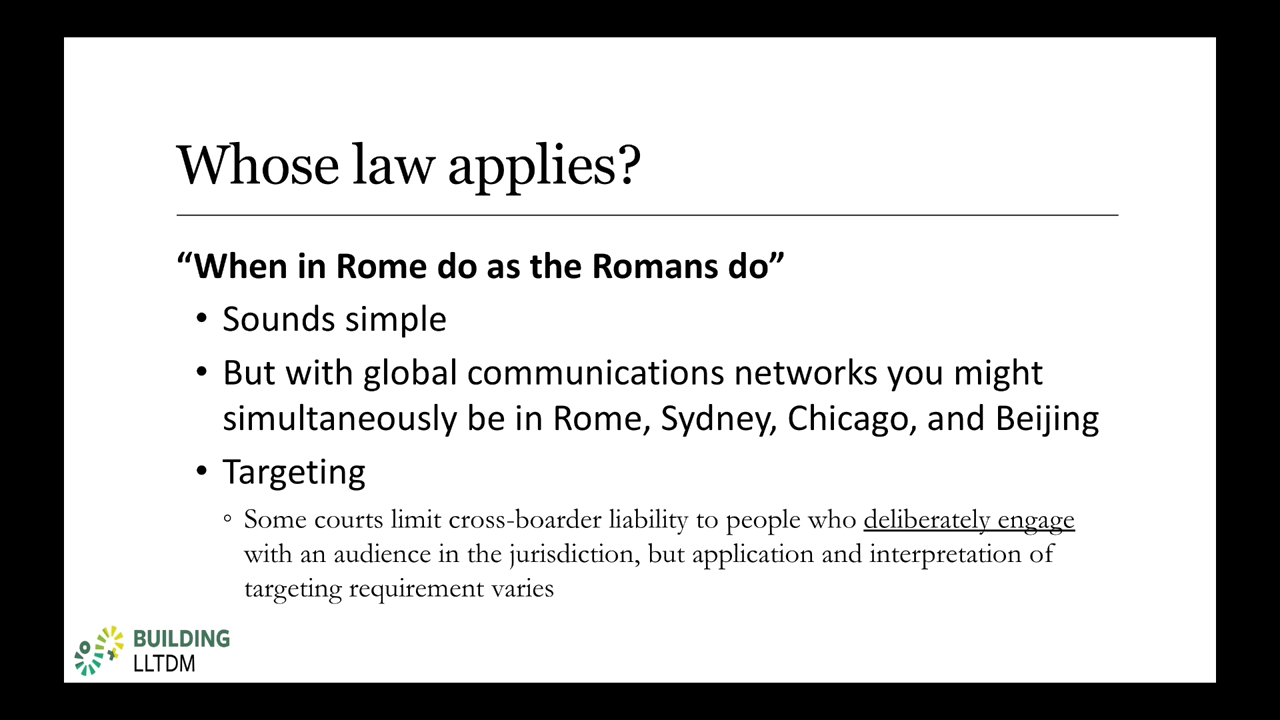 Whose law applies?
“When in Rome do as the Romans do”
• Sounds simple
• But with global communications networks you might
simultaneously be in Rome, Sydney, Chicago, and Beijing
• Targeting
◦ Some courts limit cross-boarder liability to people who deliberately engage
with an audience in the jurisdiction, but application and interpretation of
targeting requirement varies
BUILDING
LLTDM